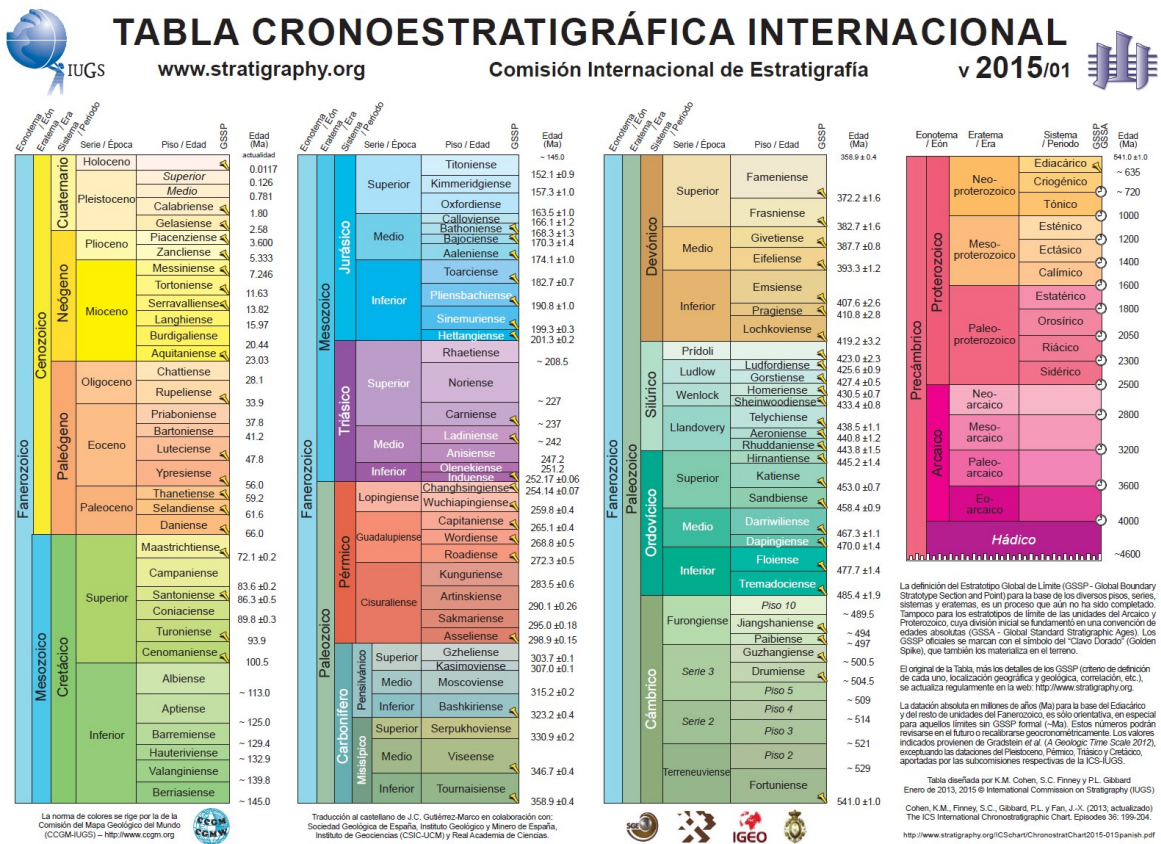 TABLA CRONOESTRATIGRÁFICA INTERNACIONAL
IUGS
www.stratigraphy.org
Comisión Internacional de Estratigrafía
v 2015/01
Eonotema / Eón
Eratema / Era
Sistema / Periodo
Serie / Época
Piso / Edad
GSSP
Edad (Ma)
Fanerozoico
Cenozoico
Cuaternario
Holoceno
actualidad
0.0117
Pleistoceno
Superior
0.126
Medio
0.781
Calabriense
1.80
Gelasiense
2.58
Neógeno
Plioceno
Piacenziense
3.600
Zancliense
5.333
Mioceno
Messiniense
7.246
Tortoniense
11.63
Serravalliense
13.82
Langhiense
15.97
Burdigaliense
20.44
Aquitaniense
23.03
Paleógeno
Oligoceno
Chattiense
28.1
Rupeliense
33.9
Eoceno
Priaboniense
37.8
Bartoniense
41.2
Luteciense
47.8
Ypresiense
56.0
Paleoceno
Thanetiense
59.2
Selandiense
61.6
Daniense
66.0
Mesozoico
Cretácico
Superior
Maastrichtiense
72.1 ±0.2
Campaniense
83.6 ±0.2
Santoniense
86.3 ±0.5
Coniaciense
89.8 ±0.3
Turoniense
93.9
Cenomaniense
100.5
Inferior
Albiense
~ 113.0
Aptiense
~ 125.0
Barremiense
~ 129.4
Hauteriviense
~ 132.9
Valanginiense
~ 139.8
Berriasiense
~ 145.0
Eonotema / Eón
Eratema / Era
Sistema / Periodo
Serie / Época
Piso / Edad
GSSP
Edad (Ma)
~ 145.0
Fanerozoico
Mesozoico
Jurásico
Superior
Titoniense
152.1 ±0.9
Kimmeridgiense
157.3 ±1.0
Oxfordiense
163.5 ±1.0
Medio
Calloviense
166.1 ±1.2
Bathoniense
168.3 ±1.3
Bajociense
170.3 ±1.4
Aaleniense
174.1 ±1.0
Inferior
Toarciense
182.7 ±0.7
Pliensbachiense
190.8 ±1.0
Sinemuriense
199.3 ±0.3
Hettangiense
201.3 ±0.2
Triásico
Superior
Rhaetiense
~ 208.5
Noriense
~ 227
Carniense
~ 237
Medio
Ladiniense
~ 242
Anisiense
247.2
Inferior
Olenekiense
251.2
Induense
252.17 ±0.06
Paleozoico
Pérmico
Lopingiense
Changhsingiense
254.14 ±0.07
Wuchiapingiense
259.8 ±0.4
Guadalupiense
Capitaniense
265.1 ±0.4
Wordiense
268.8 ±0.5
Roadiense
272.3 ±0.5
Cisuraliense
Kunguriense
283.5 ±0.6
Artinskiense
290.1 ±0.26
Sakmariense
295.0 ±0.18
Asseliense
298.9 ±0.15
Carbonífero
Pensilvánico
Superior
Gzheliense
303.7 ±0.1
Kasimoviense
307.0 ±0.1
Medio
Moscoviense
315.2 ±0.2
Inferior
Bashkiriense
323.2 ±0.4
Misisípico
Superior
Serpukhoviense
330.9 ±0.2
Medio
Viseense
346.7 ±0.4
Inferior
Tournaisiense
358.9 ±0.4
Eonotema / Eón
Eratema / Era
Sistema / Periodo
Serie / Época
Piso / Edad
GSSP
Edad (Ma)
358.9 ± 0.4
Fanerozoico
Paleozoico
Devónico
Superior
Fameniense
372.2 ±1.6
Frasniense
382.7 ±1.6
Medio
Givetiense
387.7 ±0.8
Eifeliense
393.3 ±1.2
Inferior
Emsiense
407.6 ±2.6
Pragiense
410.8 ±2.8
Lochkoviense
419.2 ±3.2
Silúrico
Prídoli
423.0 ±2.3
Ludlow
Ludfordiense
425.6 ±0.9
Gorstiense
427.4 ±0.5
Wenlock
Homeriense
430.5 ±0.7
Sheinwoodiense
433.4 ±0.8
Llandovery
Telychiense
438.5 ±1.1
Aeroniense
440.8 ±1.2
Rhuddaniense
443.8 ±1.5
Ordovícico
Superior
Hirnantiense
445.2 ±1.4
Katiense
453.0 ±0.7
Sandbiense
458.4 ±0.9
Medio
Darriwiliense
467.3 ±1.1
Dapingiense
470.0 ±1.4
Inferior
Floiense
477.7 ±1.4
Tremadociense
485.4 ±1.9
Cámbrico
Furongiense
Piso 10
~ 489.5
Jiangshaniense
~ 494
Paibiense
~ 497
Serie 3
Guzhangiense
~ 500.5
Drumiense
~ 504.5
Piso 5
~ 509
Serie 2
Piso 4
~ 514
Piso 3
~ 521
Terreneuviense
Piso 2
~ 529
Fortuniense
541.0 ±1.0
Eonotema / Eón
Eratema / Era
Sistema / Periodo
GSSP
GSSA
Edad (Ma)
541.0 ±1.0
Precámbrico
Proterozoico
Neo-proterozoico
Ediacárico
~ 635
Criogénico
~ 720
Tónico
1000
Meso-proterozoico
Esténico
1200
Ectásico
1400
Calímico
1600
Paleo-proterozoico
Estatérico
1800
Orosírico
2050
Riácico
2300
Sidérico
2500
Arcaico
Neo-arcaico
2800
Meso-arcaico
3200
Paleo-arcaico
3600
Eo-arcaico
4000
Hádico
~4600
La definición del Estratotipo Global de Límite (GSSP - Global Boundary
Stratotype Section and Point) para la base de los diversos pisos, series,
sistemas y eratemas, es un proceso que aún no ha sido completado.
Tampoco para los estratotipos de límite de las unidades del Arcaico y
Proterozoico, cuya división inicial se fundamentó en una convención de
edades absolutas (GSSA - Global Standard Stratigraphic Ages). Los
GSSP oficiales se marcan con el símbolo del "Clavo Dorado" (Golden
Spike), que también los materializa en el terreno.
El original de la Tabla, más los detalles de los GSSP (criterio de definición
de cada uno, localización geográfica y geológica, correlación, etc.),
se actualiza regularmente en la web: http://www.stratigraphy.org.
La datación absoluta en millones de años (Ma) para la base del Ediacárico
y del resto de unidades del Fanerozoico, es sólo orientativa, en especial
para aquellos límites sin GSSP formal (~Ma). Estos números podrán
revisarse en el futuro o recalibrarse geocronométricamente. Los valores
indicados provienen de Gradstein et al. (A Geologic Time Scale 2012),
exceptuando las dataciones del Pleistoceno, Pérmico, Triásico y Cretácico,
aportadas por las subcomisiones respectivas de la ICS-IUGS.
Tabla diseñada por K.M. Cohen, S.C. Finney y P.L. Gibbard
Enero de 2013, 2015 © International Commission on Stratigraphy (IUGS)
Cohen, K.M., Finney, S.C., Gibbard, P.L. y Fan, J.-X. (2013; actualizado)
The ICS International Chronostratigraphic Chart. Episodes 36: 199-204.
http://www.stratigraphy.org/ICSchart/ChronostratChart2015-01Spanish.pdf
La norma de colores se rige por la de la
Comisión del Mapa Geológico del Mundo
(CCGM-IUGS) – http://www.ccgm.org
CCGM
CGMW
Traducción al castellano de J.C. Gutiérrez-Marco en colaboración con:
Sociedad Geológica de España, Instituto Geológico y Minero de España,
Instituto de Geociencias (CSIC-UCM) y Real Academia de Ciencias.
SGE
IGEO